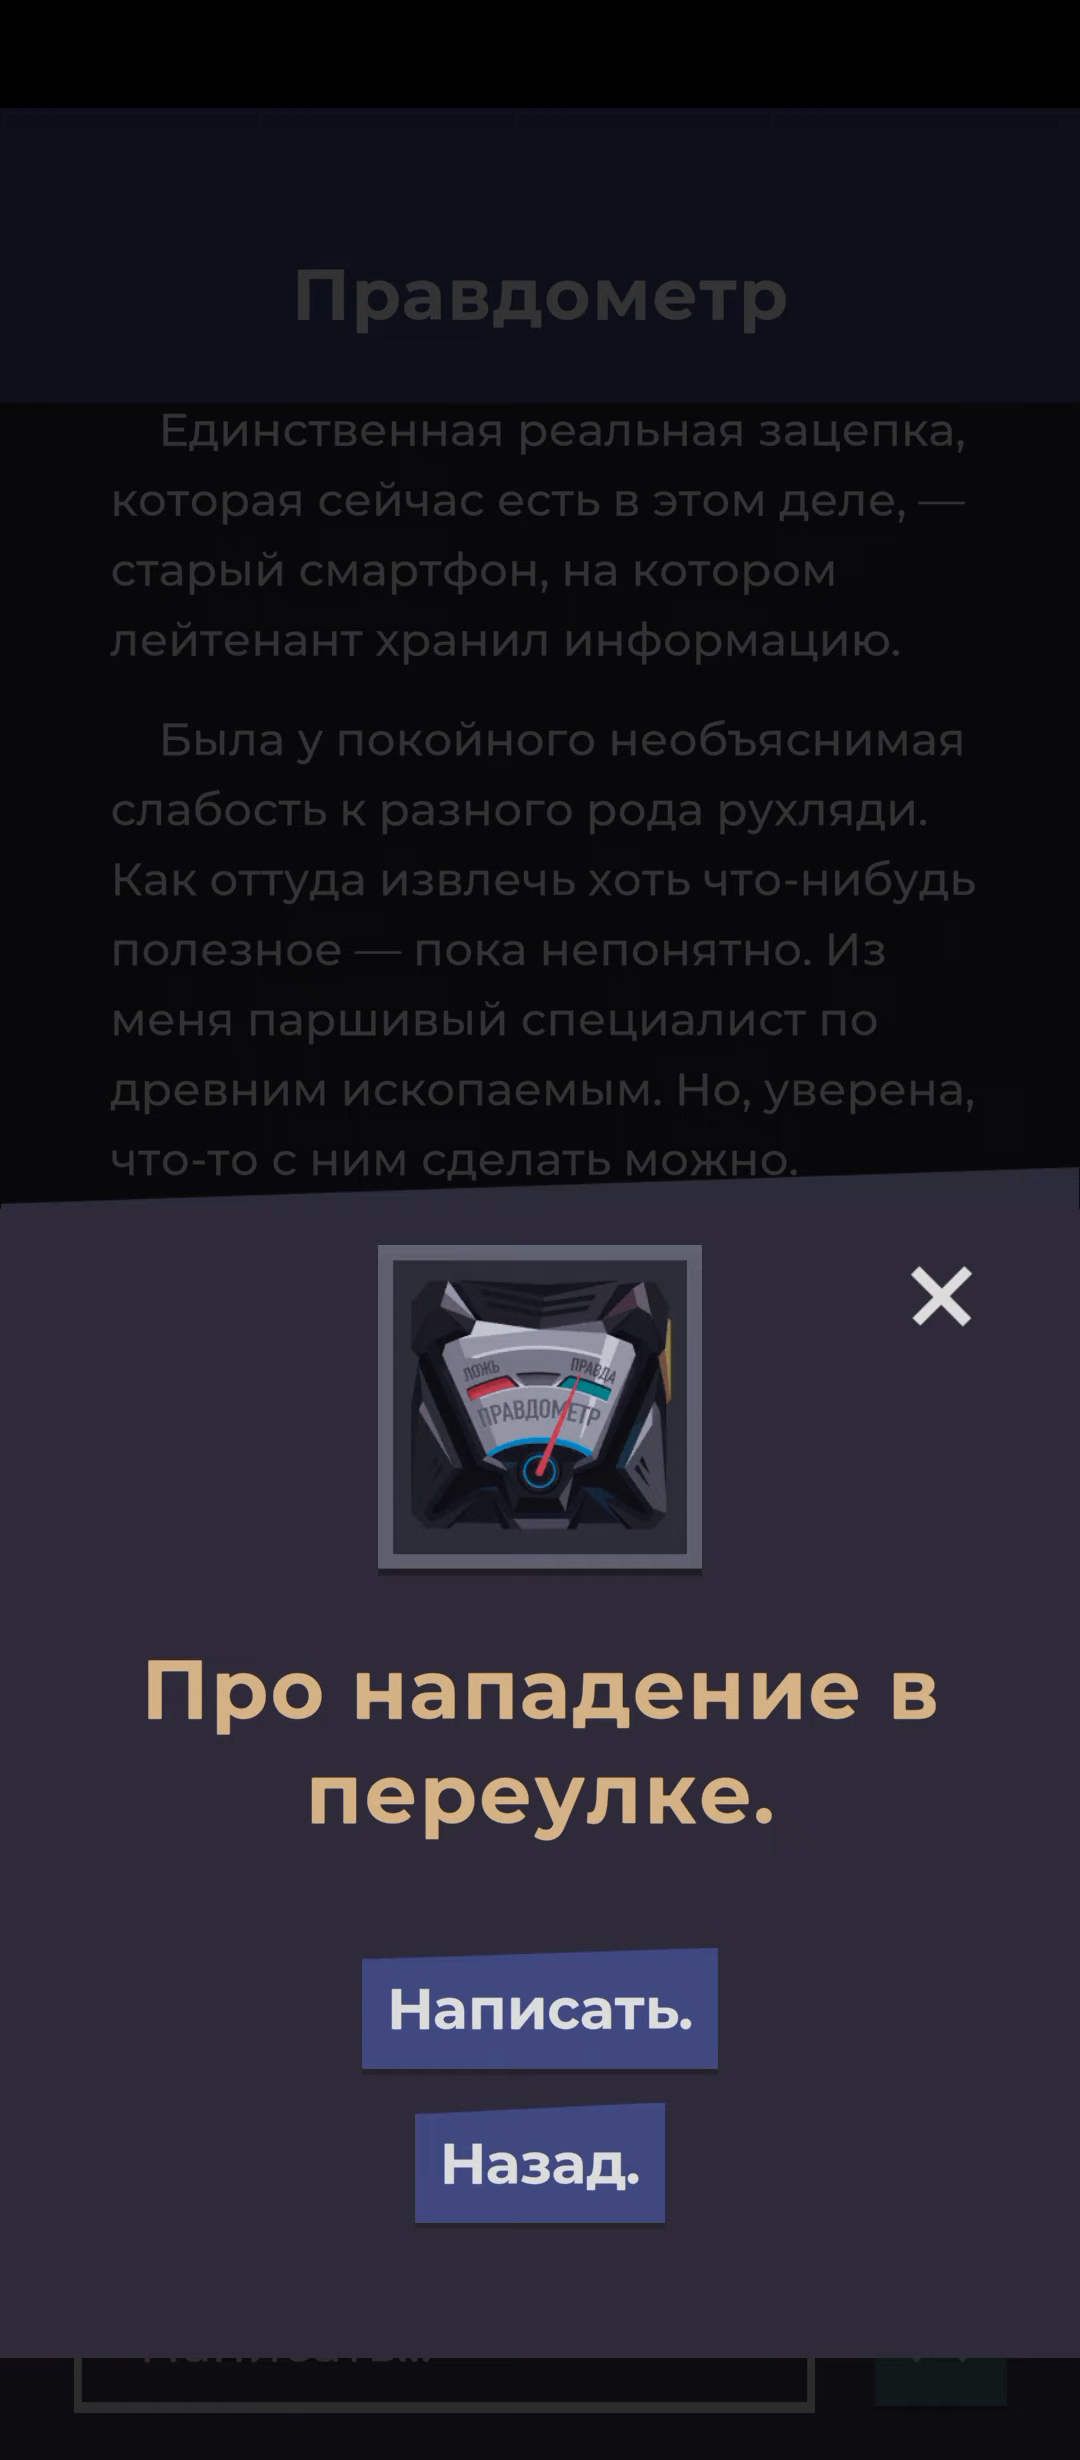 Правдометр
Единственная реальная зацепка,
которая сейчас есть в этом деле, —
старый смартфон, на котором
лейтенант хранил информацию.
Была у покойного необъяснимая
слабость к разного рода рухляди.
Как оттуда извлечь хоть что-нибудь
полезное — пока непонятно. Из
меня паршивый специалист по
древним ископаемым. Но, уверена,
что-то с ним сделать можно.
ЛОЖЬ
ПРАВДА
ПРАВДОМЕТР
Про нападение в
переулке.
Написать.
Назад.